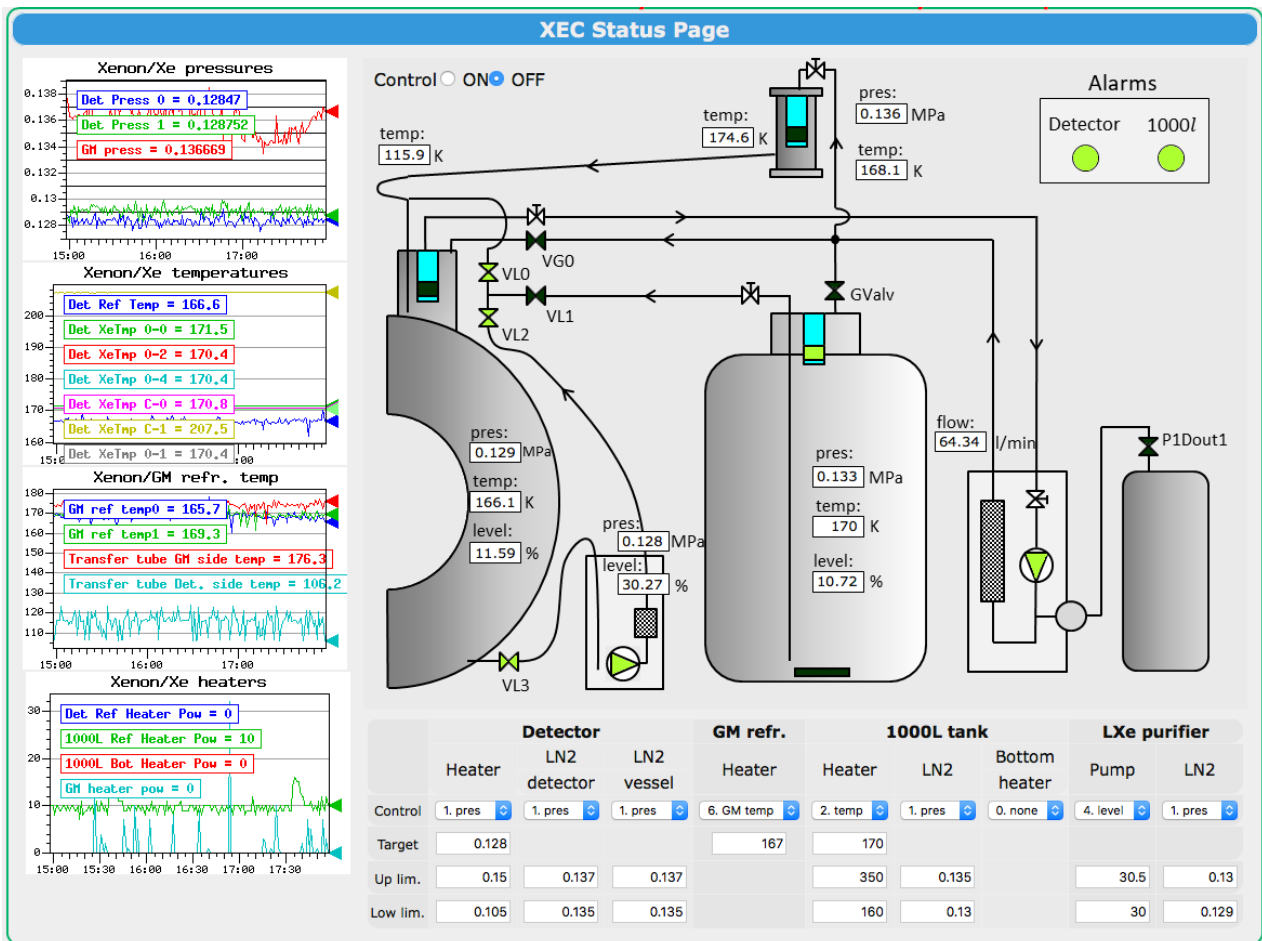 XEC Status Page
Xenon/Xe pressures
0.138
0.136
0.134
0.132
0.13
0.128
Det Press 0 = 0.12847
Det Press 1 = 0.128752
GM press = 0.136669
15:00 16:00 17:00
Xenon/Xe temperatures
200
190
180
170
160
Det Ref Temp = 166.6
Det XeTmp 0-0 = 171.5
Det XeTmp 0-2 = 170.4
Det XeTmp 0-4 = 170.4
Det XeTmp C-0 = 170.8
Det XeTmp C-1 = 207.5
Det XeTmp 0-1 = 170.4
Xenon/GM refr. temp
180
170
160
150
140
130
120
110
GM ref temp0 = 165.7
GM ref temp1 = 169.3
Transfer tube GM side temp = 176.3
Transfer tube Det. side temp = 106.2
15:00 16:00 17:00
Xenon/Xe heaters
30
20
10
0
Det Ref Heater Pow = 0
1000L Ref Heater Pow = 10
1000L Bot Heater Pow = 0
GM heater pow = 0
15:00 15:30 16:00 16:30 17:00 17:30
Control ON OFF
temp:
115.9 K
temp:
174.6 K
pres:
0.136 MPa
temp:
168.1 K
Alarms
Detector 1000l
VG0
VL0
VL1
VL2
GValv
pres:
0.129 MPa
temp:
166.1 K
level:
11.59 %
pres:
0.128 MPa
level:
30.27 %
VL3
pres:
0.133 MPa
temp:
170 K
level:
10.72 %
flow:
64.34 l/min
P1Dout1
Detector GM refr. 1000L tank LXe purifier
Heater LN2 detector LN2 vessel Heater Heater LN2 Bottom heater Pump LN2
Control 1. pres 1. pres 1. pres 6. GM temp 2. temp 1. pres 0. none 4. level 1. pres
Target 0.128 167 170
Up lim. 0.15 0.137 0.137 350 0.135 30.5 0.13
Low lim. 0.105 0.135 0.135 160 0.13 30 0.129